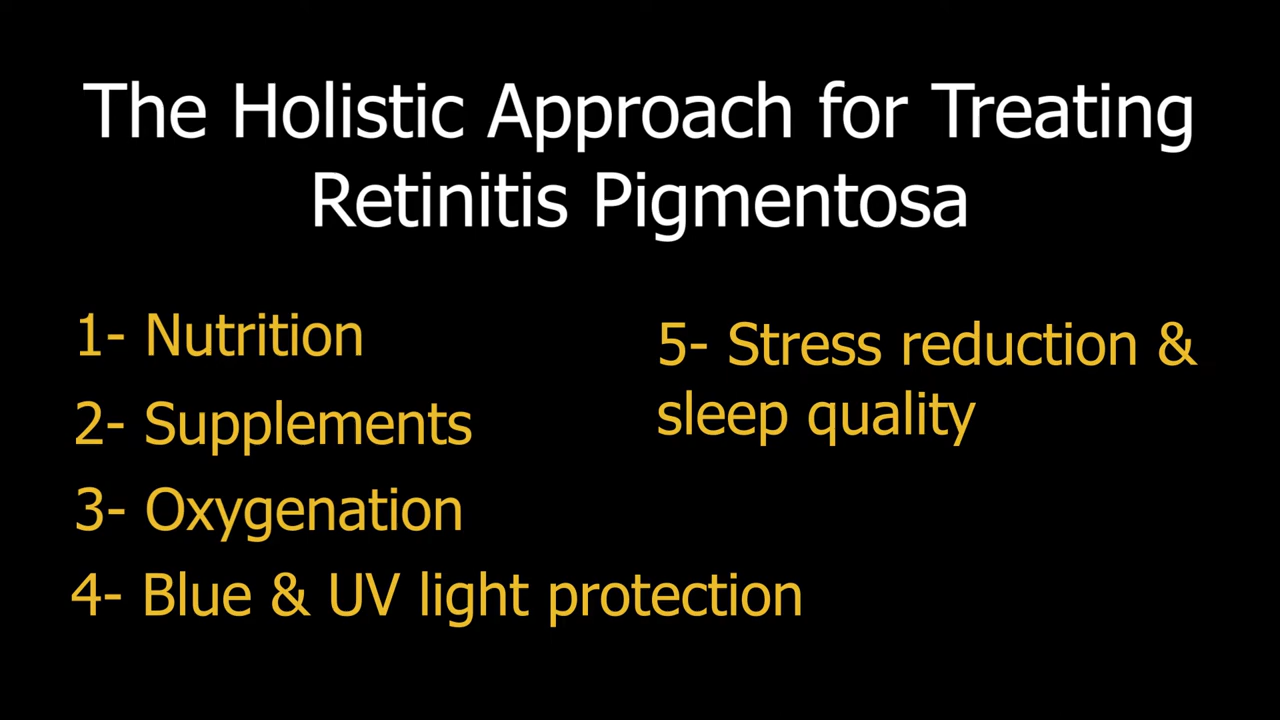 The Holistic Approach for Treating
Retinitis Pigmentosa
1- Nutrition
2- Supplements
3- Oxygenation
4- Blue & UV light protection
5- Stress reduction &
sleep quality